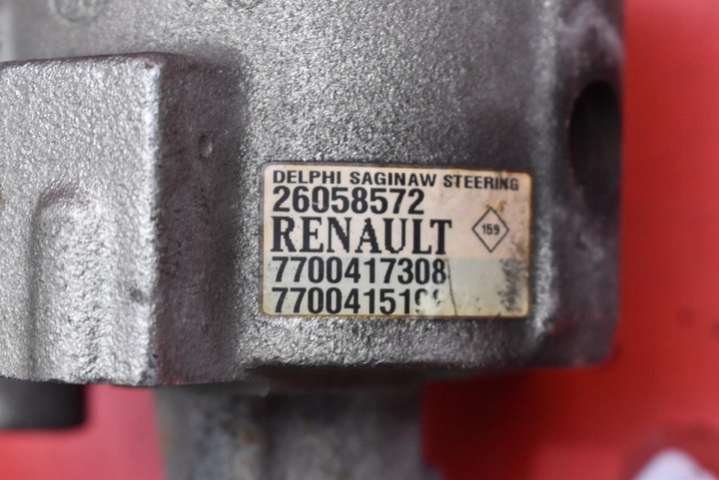 DELPHI SAGINAW STEERING
26058572
RENAULT
159
7700417308